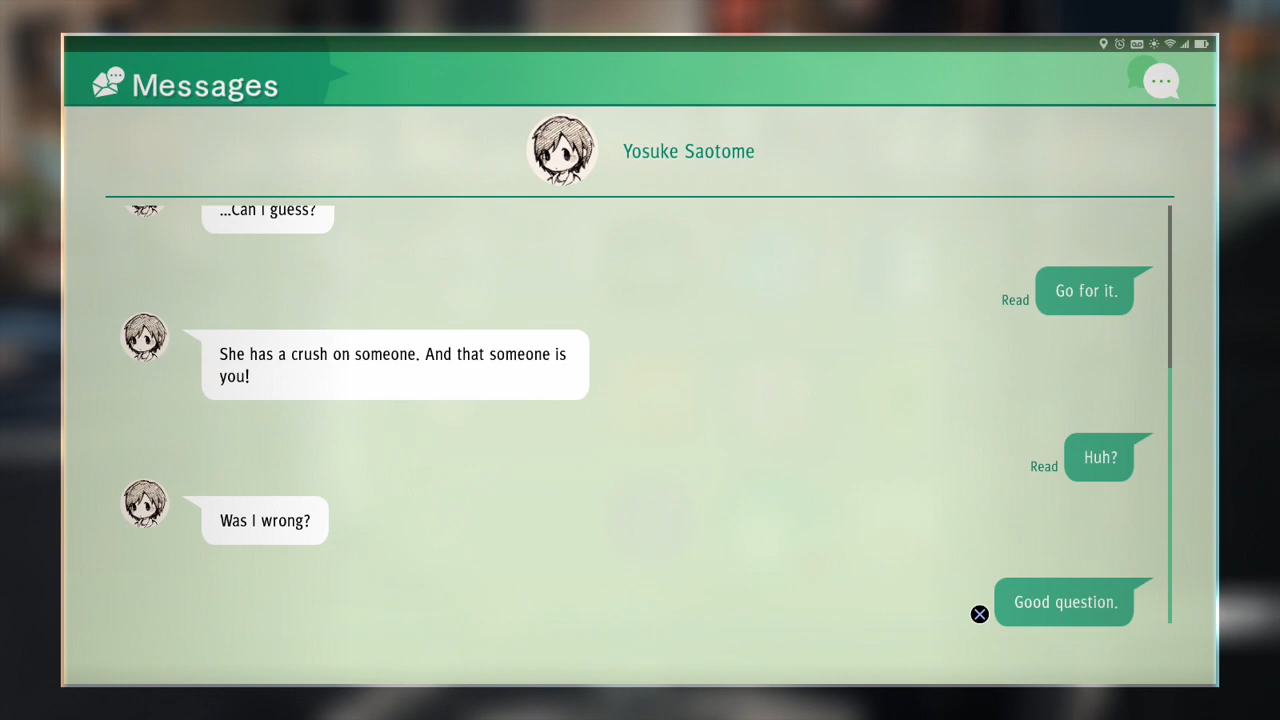 Messages
Yosuke Saotome
...Can I guess?
Go for it.
Read
She has a crush on someone. And that someone is
you!
Huh?
Read
Was I wrong?
Good question.